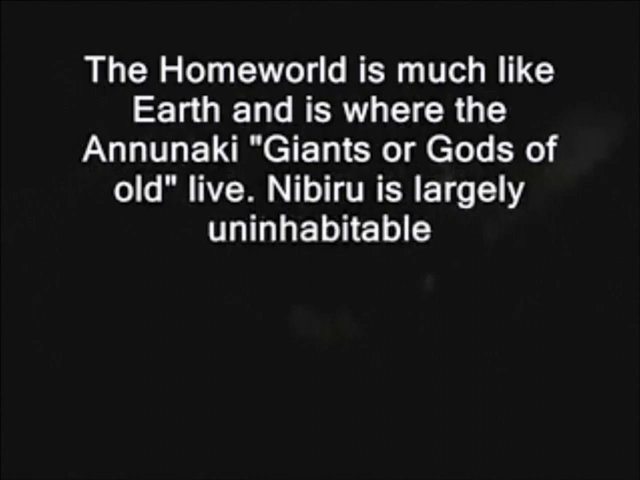 The Homeworld is much like
Earth and is where the
Annunaki "Giants or Gods of
old" live. Nibiru is largely
uninhabitable